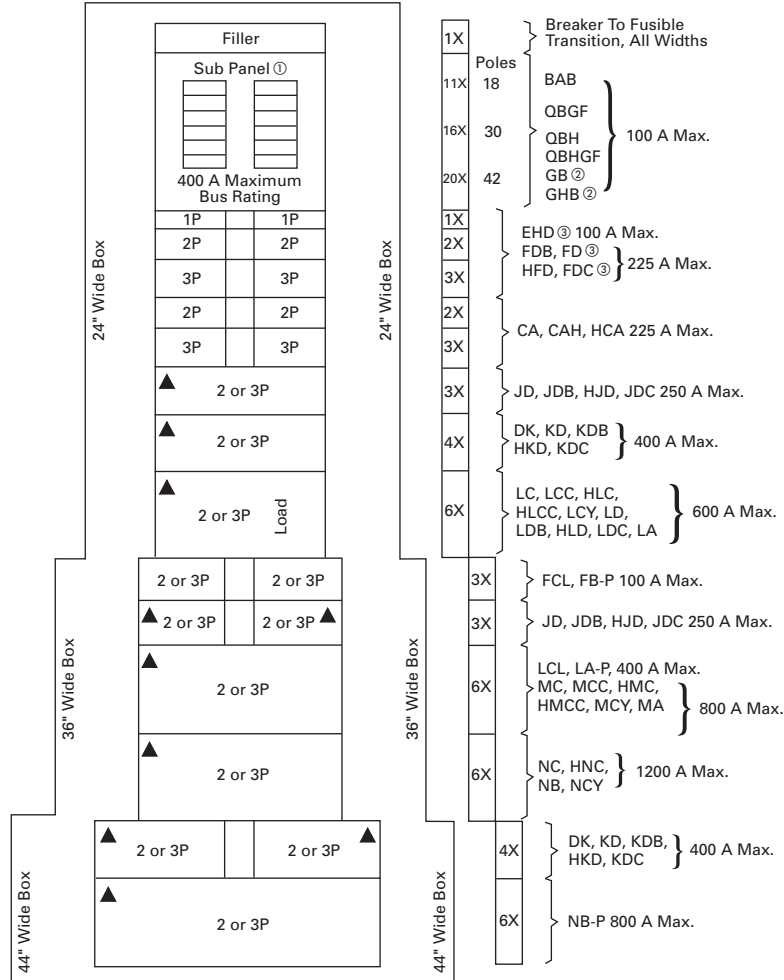 Filler
Sub Panel ①
400 A Maximum
Bus Rating
1P 1P
2P 2P
3P 3P
2P 2P
3P 3P
▲ 2 or 3P
▲ 2 or 3P
▲ 2 or 3P Load
2 or 3P 2 or 3P
▲ 2 or 3P 2 or 3P ▲
▲ 2 or 3P
▲ 2 or 3P
▲ 2 or 3P 2 or 3P ▲
▲ 2 or 3P
24" Wide Box
24" Wide Box
36" Wide Box
36" Wide Box
44" Wide Box
44" Wide Box
1X Breaker To Fusible
Transition, All Widths
Poles
11X 18 BAB
QBGF
16X 30 QBH 100 A Max.
QBHGF
20X 42 GB ②
GHB ②
1X EHD ③ 100 A Max.
2X FDB, FD ③
3X HFD, FDC ③ 225 A Max.
2X
3X
CA, CAH, HCA 225 A Max.
3X JD, JDB, HJD, JDC 250 A Max.
4X DK, KD, KDB
HKD, KDC 400 A Max.
6X LC, LCC, HLC,
HLCC, LCY, LD, 600 A Max.
LDB, HLD, LDC, LA
3X FCL, FB-P 100 A Max.
3X JD, JDB, HJD, JDC 250 A Max.
6X LCL, LA-P, 400 A Max.
MC, MCC, HMC,
HMCC, MCY, MA 800 A Max.
6X NC, HNC,
NB, NCY 1200 A Max.
4X DK, KD, KDB,
HKD, KDC 400 A Max.
6X NB-P 800 A Max.